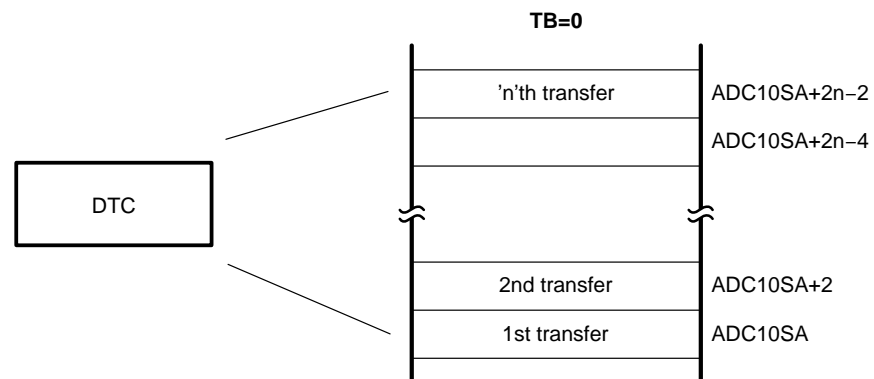 TB=0
’n’th transfer ADC10SA+2n−2
ADC10SA+2n−4
DTC
2nd transfer ADC10SA+2
1st transfer ADC10SA